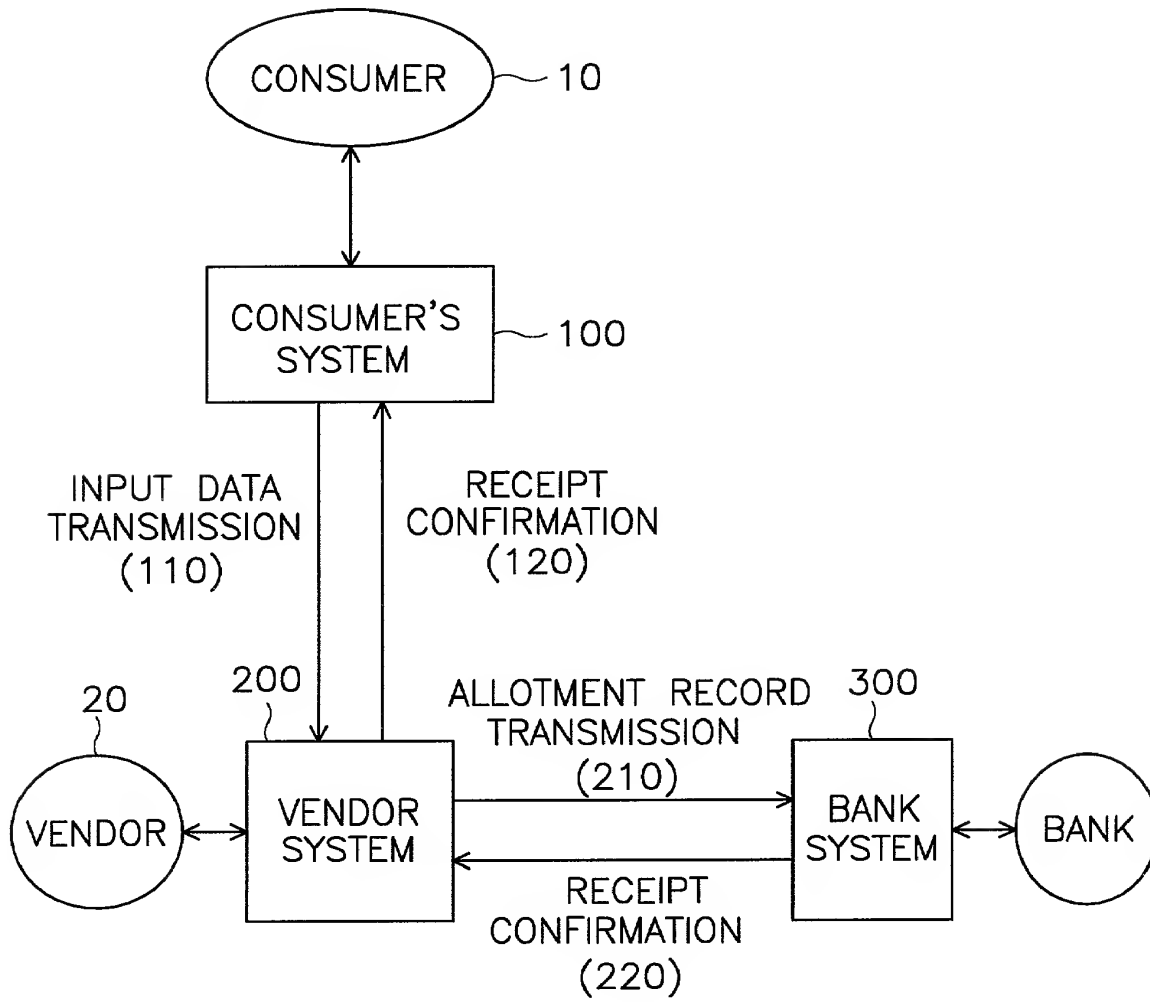 CONSUMER
10
CONSUMER'S
SYSTEM
100
INPUT DATA
TRANSMISSION
(110)
RECEIPT
CONFIRMATION
(120)
20
VENDOR
200
VENDOR
SYSTEM
ALLOTMENT RECORD
TRANSMISSION
(210)
RECEIPT
CONFIRMATION
(220)
300
BANK
SYSTEM
BANK